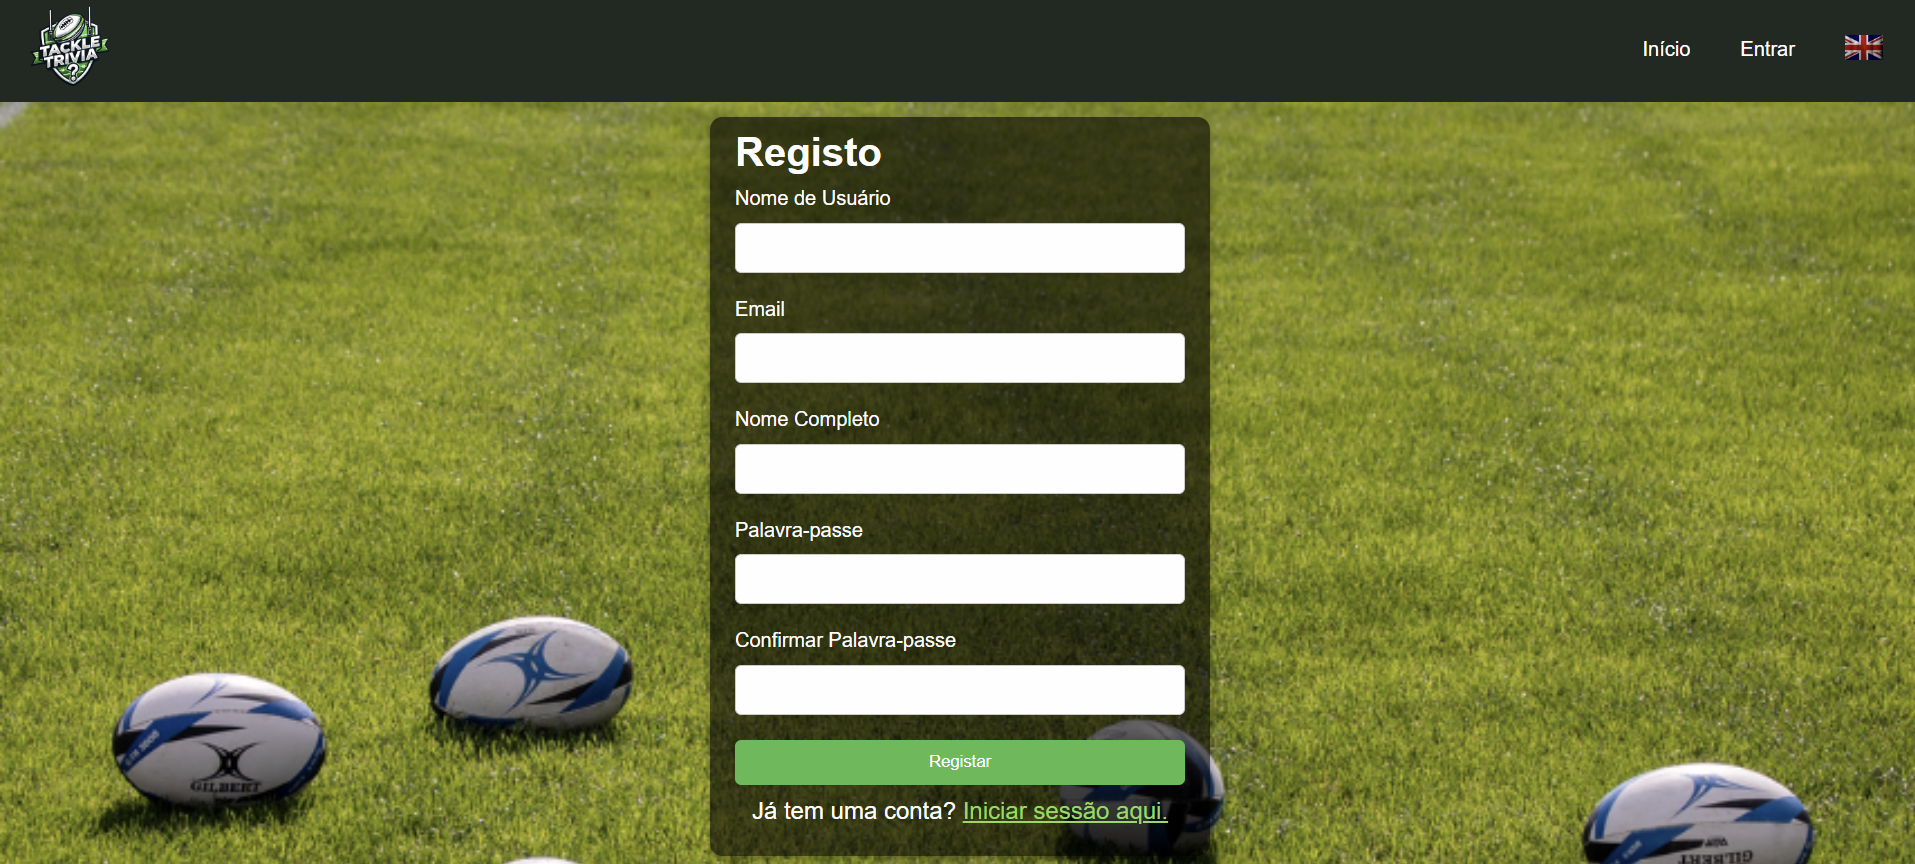 TACKLE
TRIVIA
?
Início
Entrar
Registo
Nome de Usuário
Email
Nome Completo
Palavra-passe
Confirmar Palavra-passe
Registar
Já tem uma conta? Iniciar sessão aqui.
GILBERT
GILBERT